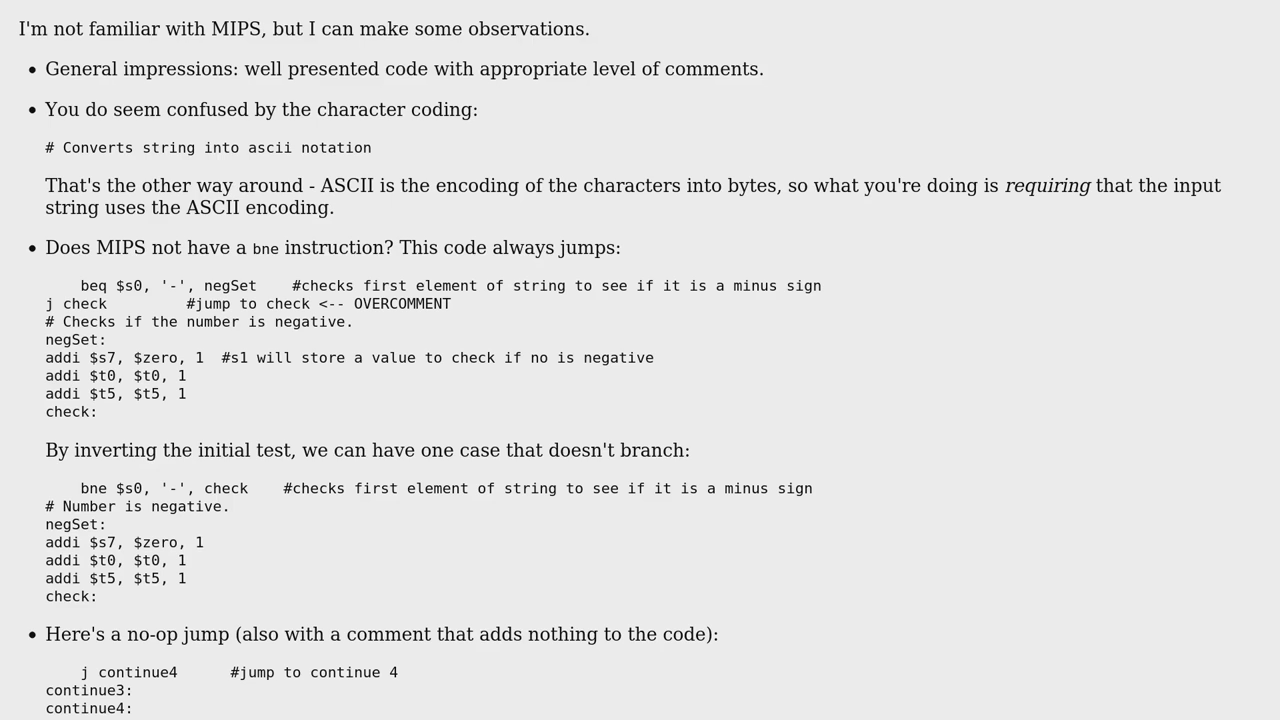 I'm not familiar with MIPS, but I can make some observations.
• General impressions: well presented code with appropriate level of comments.
• You do seem confused by the character coding:
# Converts string into ascii notation
That's the other way around - ASCII is the encoding of the characters into bytes, so what you're doing is requiring that the input
string uses the ASCII encoding.
• Does MIPS not have a bne instruction? This code always jumps:
    beq $s0, '-', negSet    #checks first element of string to see if it is a minus sign
j check         #jump to check <-- OVERCOMMENT
# Checks if the number is negative.
negSet:
addi $s7, $zero, 1  #s1 will store a value to check if no is negative
addi $t0, $t0, 1
addi $t5, $t5, 1
check:
By inverting the initial test, we can have one case that doesn't branch:
    bne $s0, '-', check    #checks first element of string to see if it is a minus sign
# Number is negative.
negSet:
addi $s7, $zero, 1
addi $t0, $t0, 1
addi $t5, $t5, 1
check:
• Here's a no-op jump (also with a comment that adds nothing to the code):
    j continue4      #jump to continue 4
continue3:
continue4: